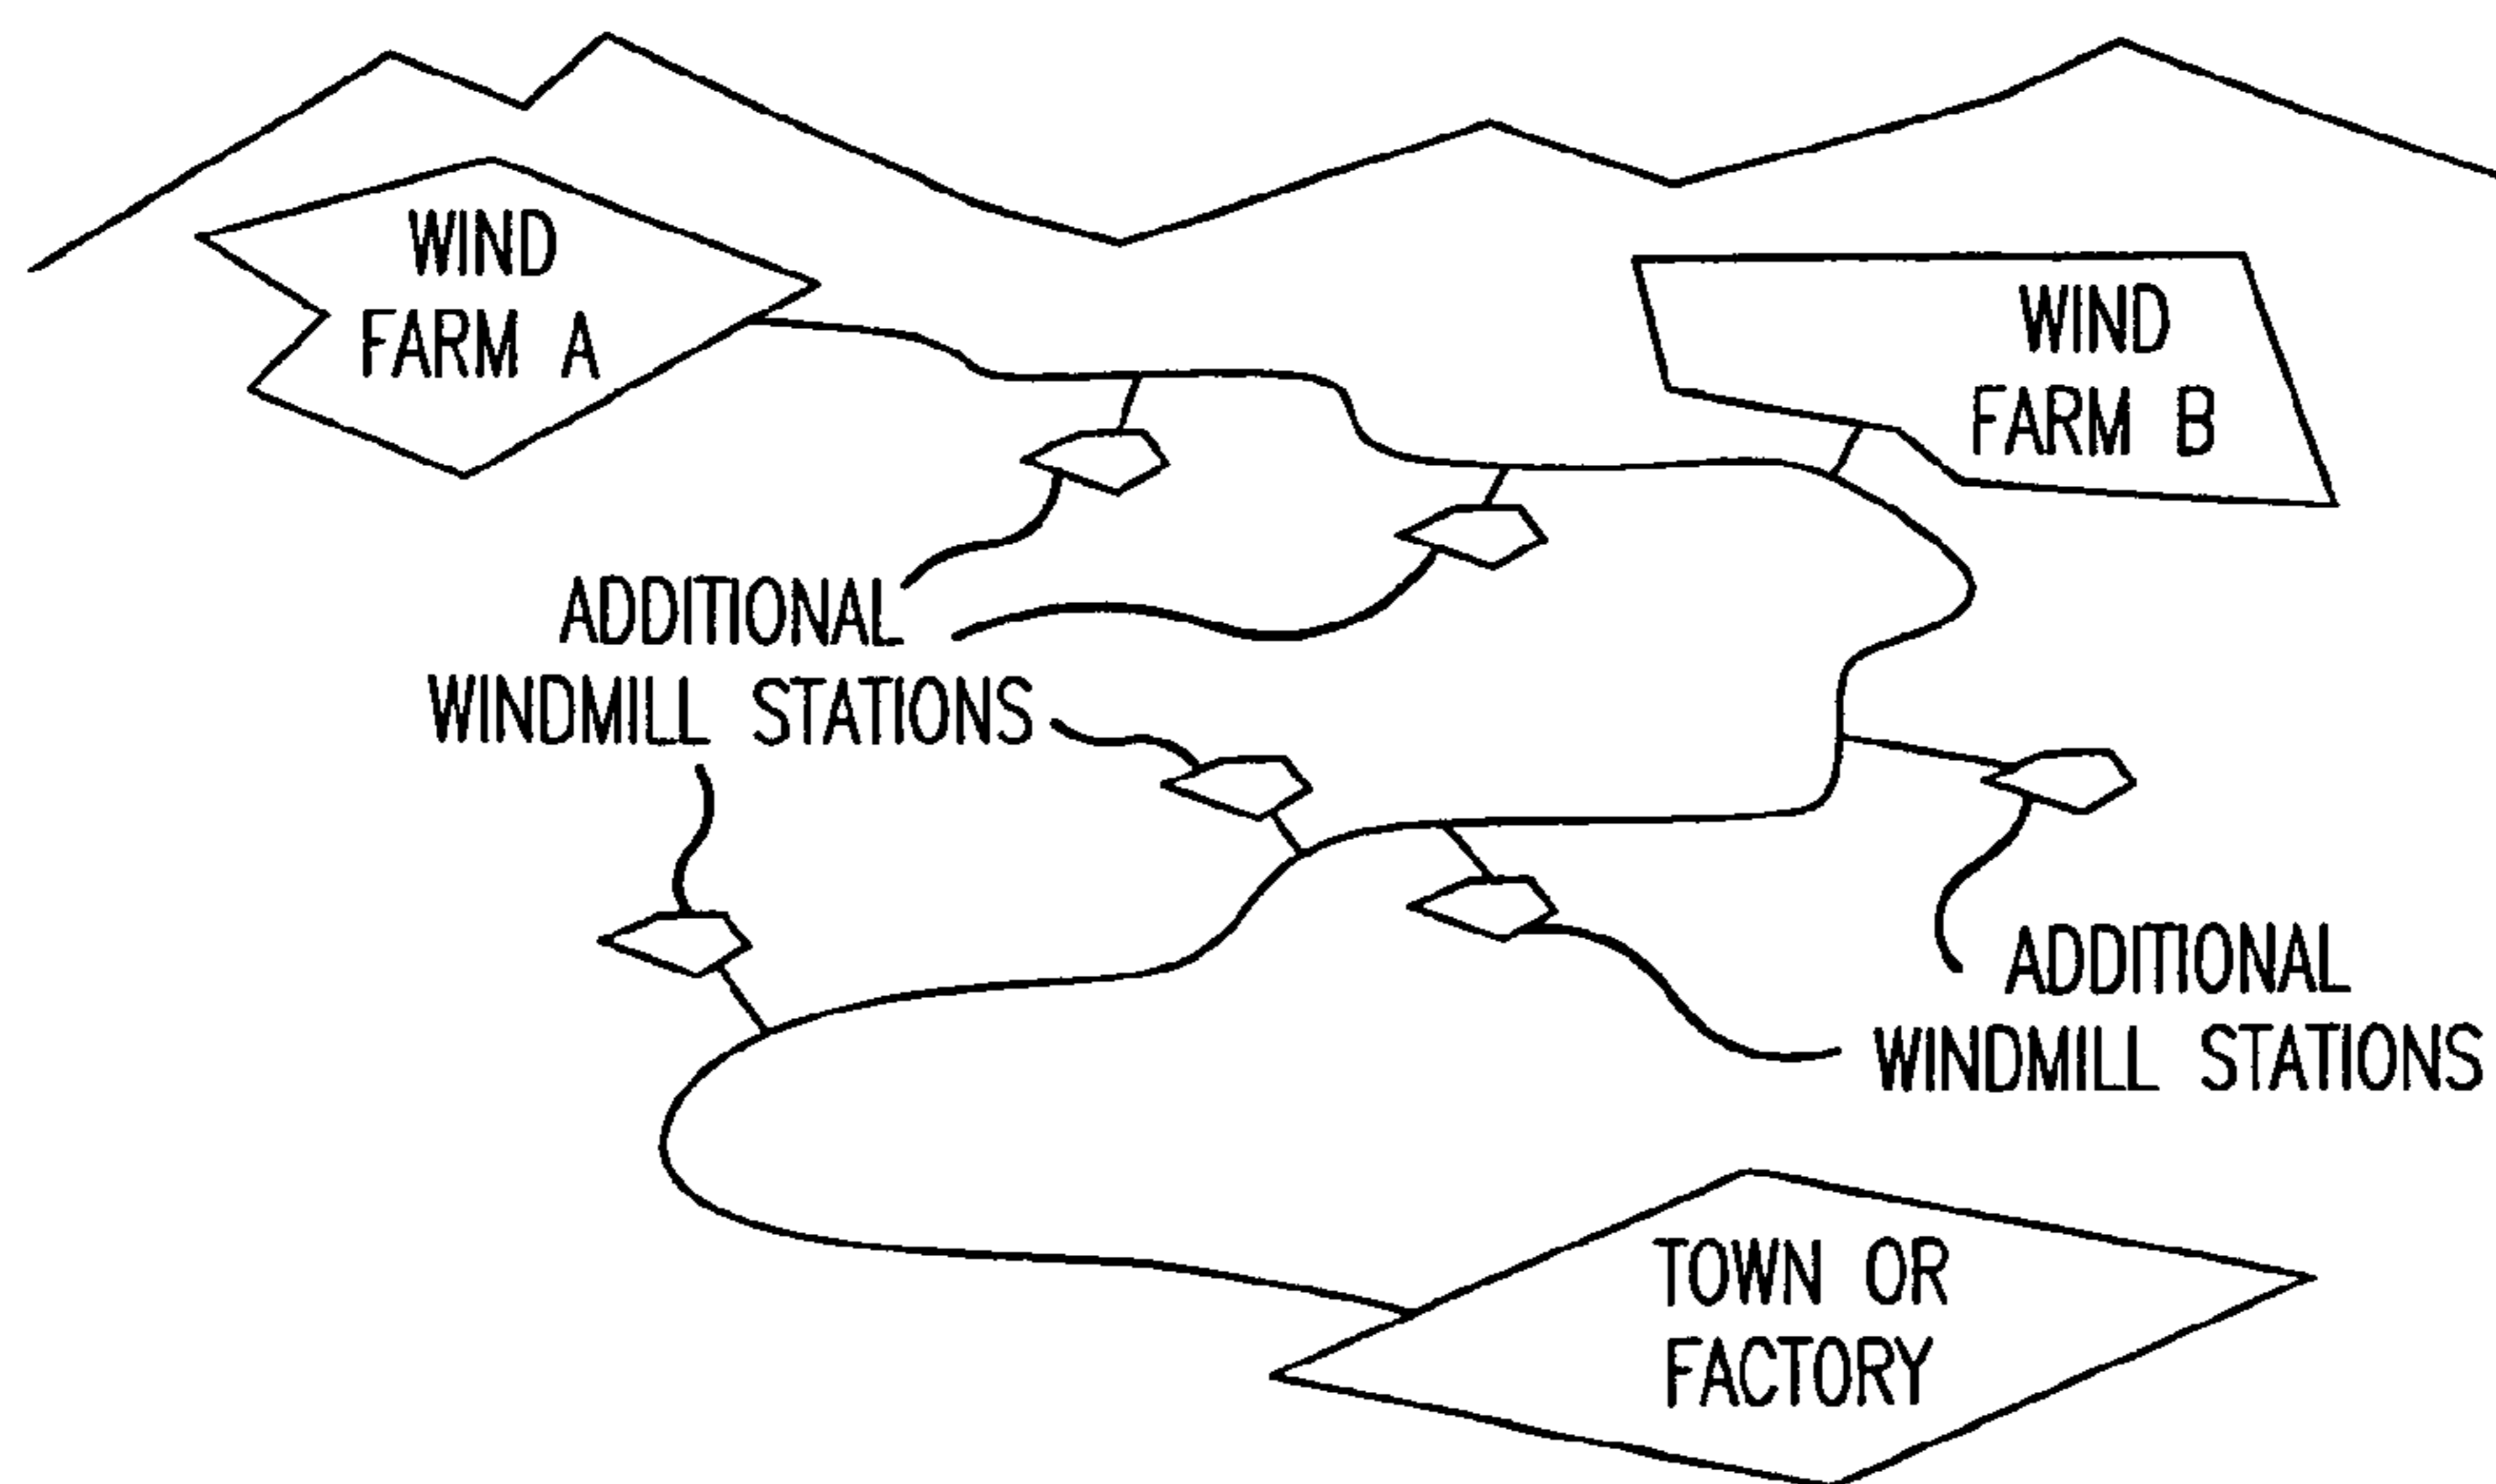 WIND
FARM A
WIND
FARM B
ADDITIONAL
WINDMILL STATIONS
ADDITIONAL
WINDMILL STATIONS
TOWN OR
FACTORY